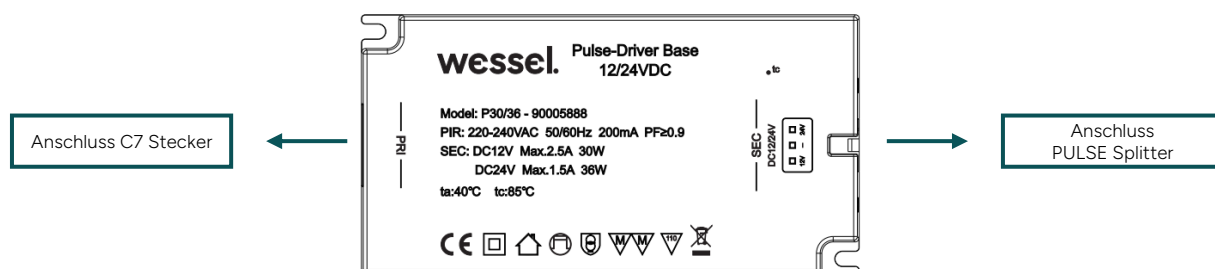 wessel. Pulse-Driver Base
12/24VDC
tc
Anschluss C7 Stecker
Model: P30/36 - 90005888
PIR: 220-240VAC 50/60Hz 200mA PF≥0.9
SEC: DC12V Max.2.5A 30W
DC24V Max.1.5A 36W
ta:40℃ tc:85℃
PRI
SEC
DC12/24V
12V - 24V
Anschluss
PULSE Splitter
CE
M M 110